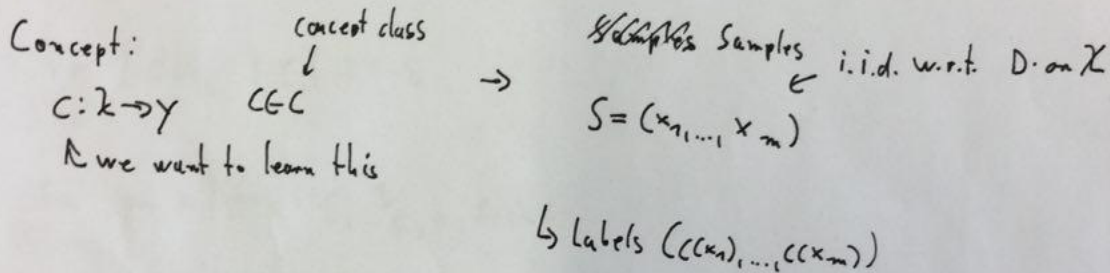 Concept:
concept class
↓
c: X → Y   c ∈ C
↑ we want to learn this
→
Samples i.i.d. w.r.t. D on X
S = (x₁, ..., xₘ)
↳ Labels (c(x₁), ..., c(xₘ))